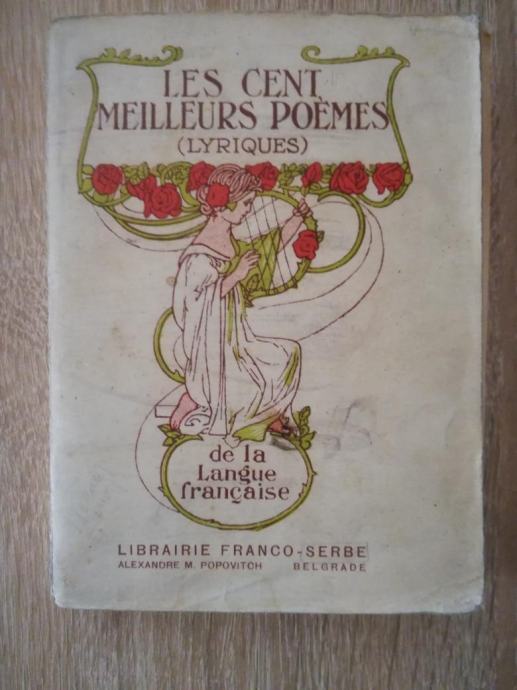 LES CENT
MEILLEURS POÈMES
(LYRIQUES)
de la
Langue
française
LIBRAIRIE FRANCO-SERBE
ALEXANDRE M. POPOVITCH BELGRADE